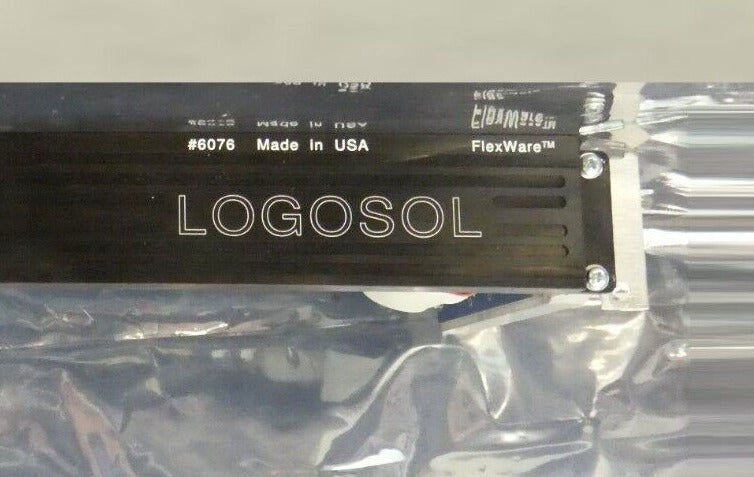 #6076 Made in USA FlexWare™
LOGOSOL